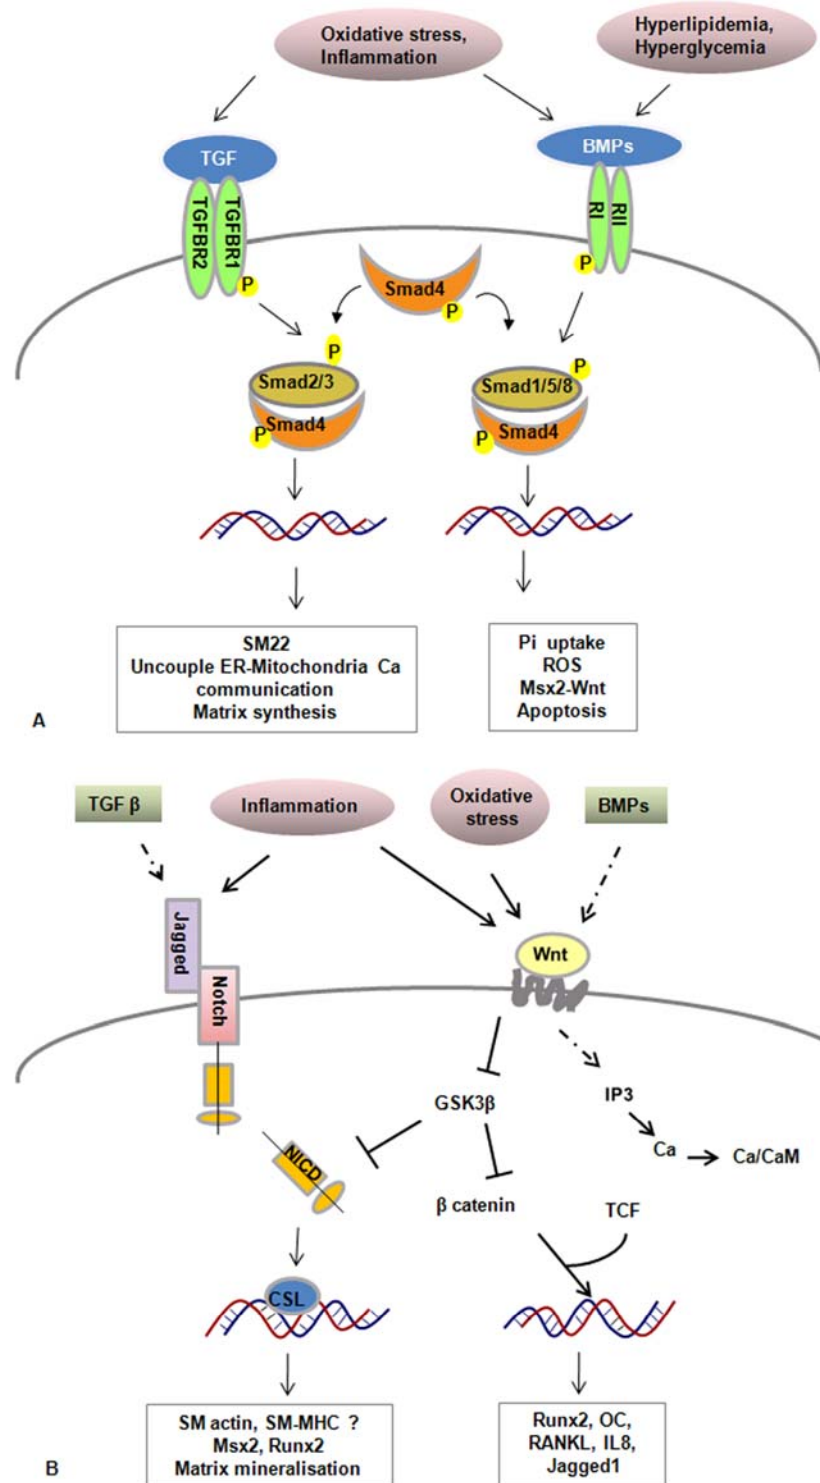 Oxidative stress,
Inflammation
Hyperlipidemia,
Hyperglycemia
TGF
BMPs
TGFBR2
TGFBR1
RI
RII
P
P
Smad4
P
P
P
Smad2/3
Smad1/5/8
Smad4
P
Smad4
P
SM22
Uncouple ER-Mitochondria Ca
communication
Matrix synthesis
Pi uptake
ROS
Msx2-Wnt
Apoptosis
A
TGF β
Inflammation
Oxidative
stress
BMPs
Jagged
Notch
Wnt
GSK3β
IP3
Ca
Ca/CaM
NICD
β catenin
TCF
CSL
SM actin, SM-MHC ?
Msx2, Runx2
Matrix mineralisation
Runx2, OC,
RANKL, IL8,
Jagged1
B